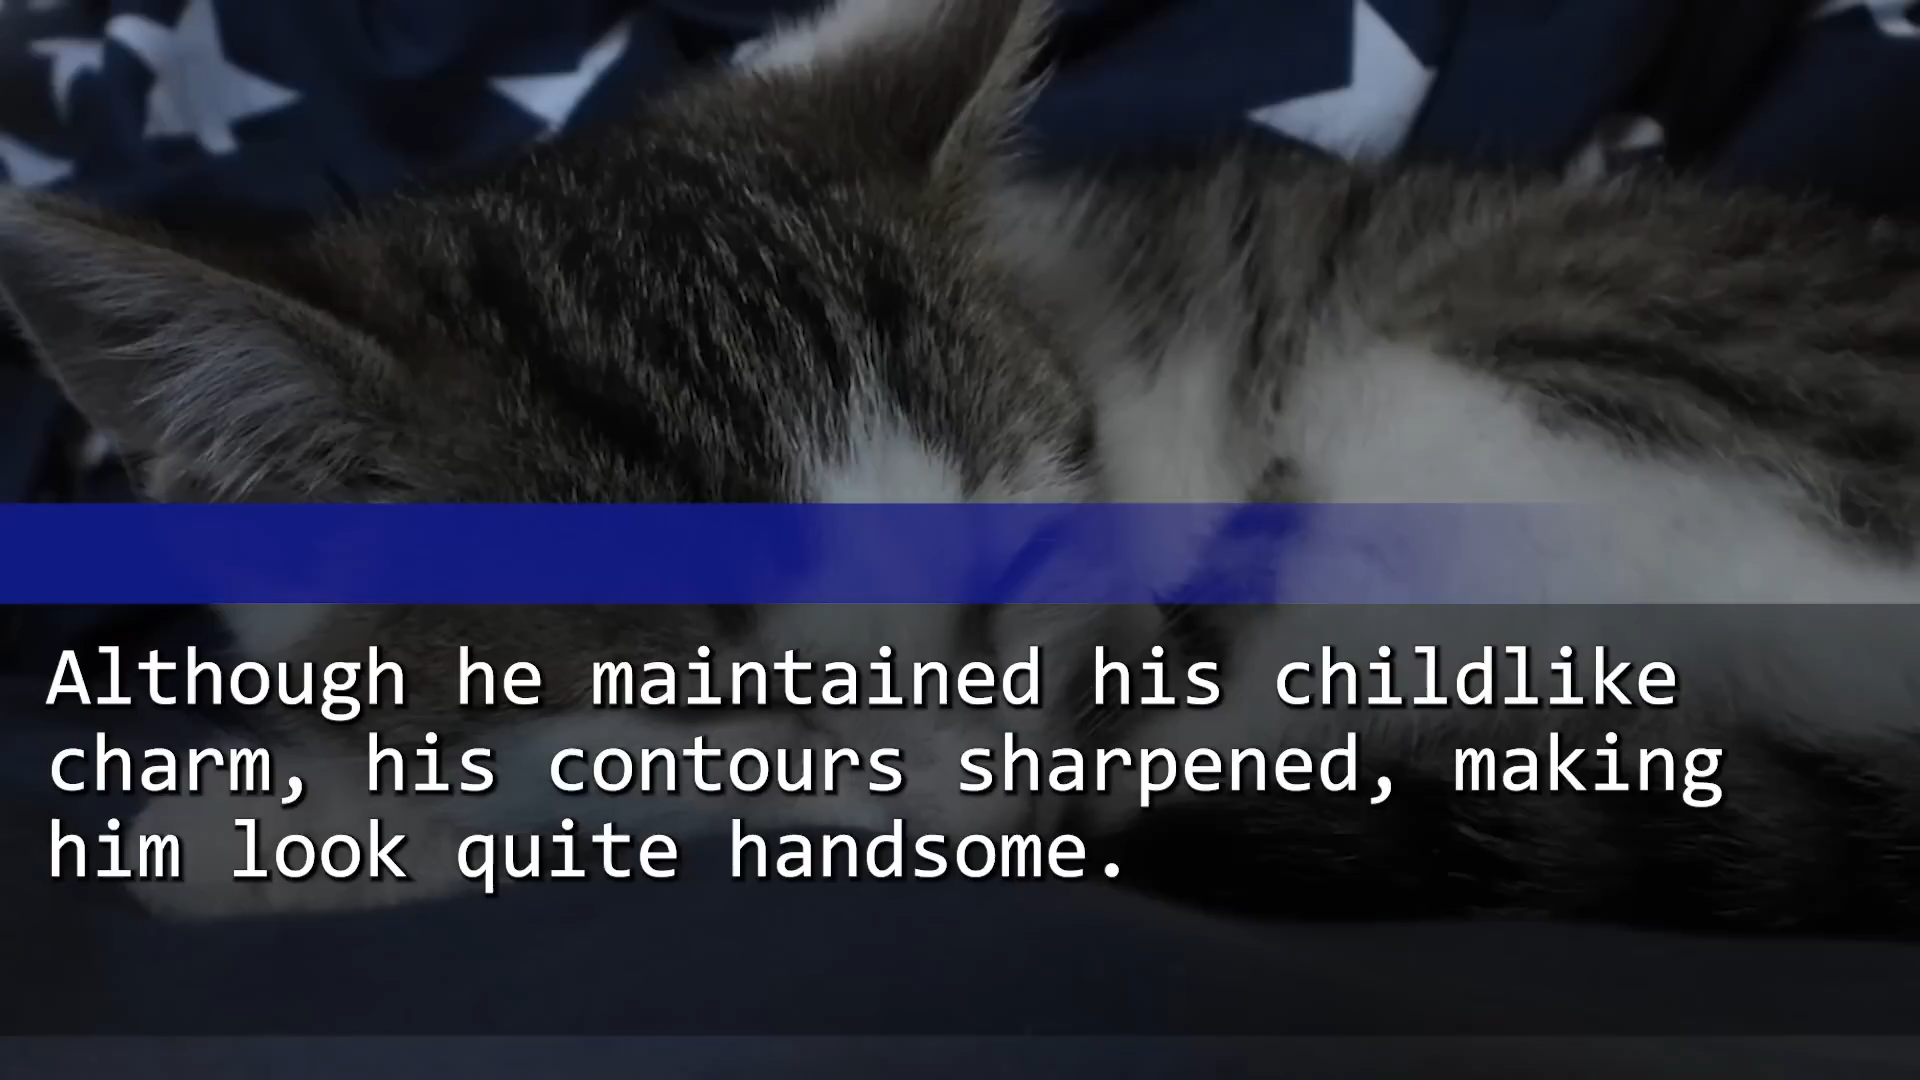 Although he maintained his childlike
charm, his contours sharpened, making
him look quite handsome.